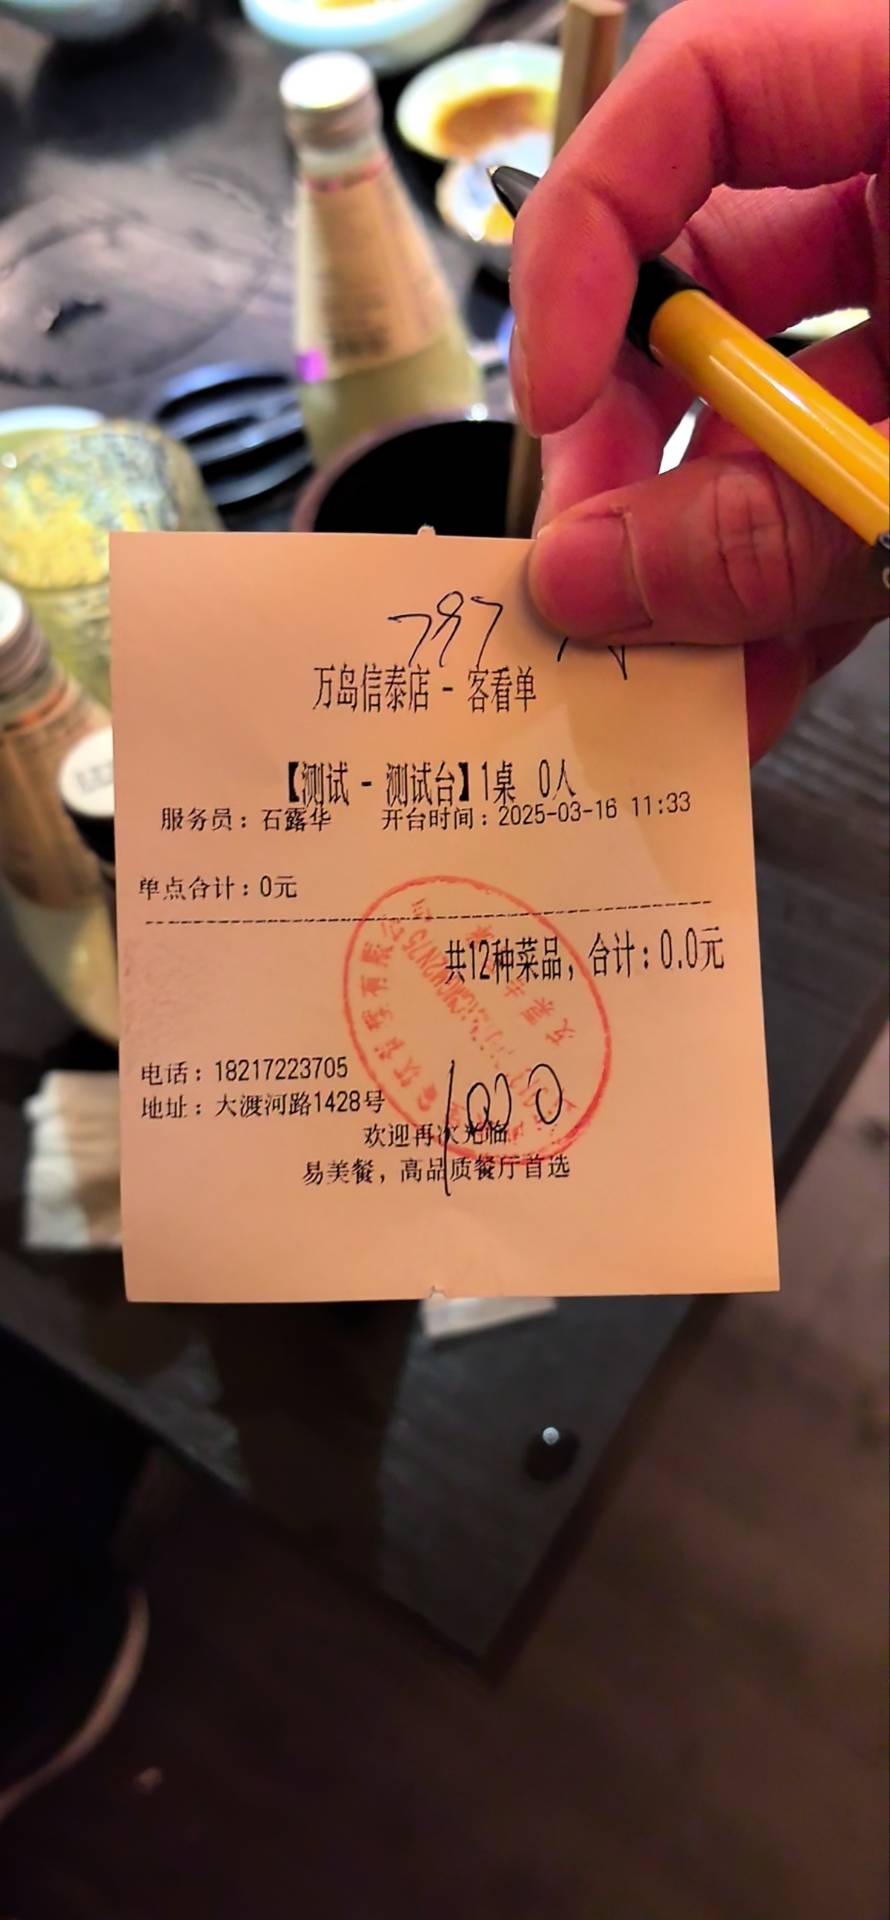 797
万岛信泰店 - 客看单
【测试 - 测试台】1桌 0人
服务员：石露华 开台时间：2025-03-16 11:33
单点合计：0元
共12种菜品，合计：0.0元
电话：18217223705
地址：大渡河路1428号
1000
欢迎再次光临
易美餐，高品质餐厅首选